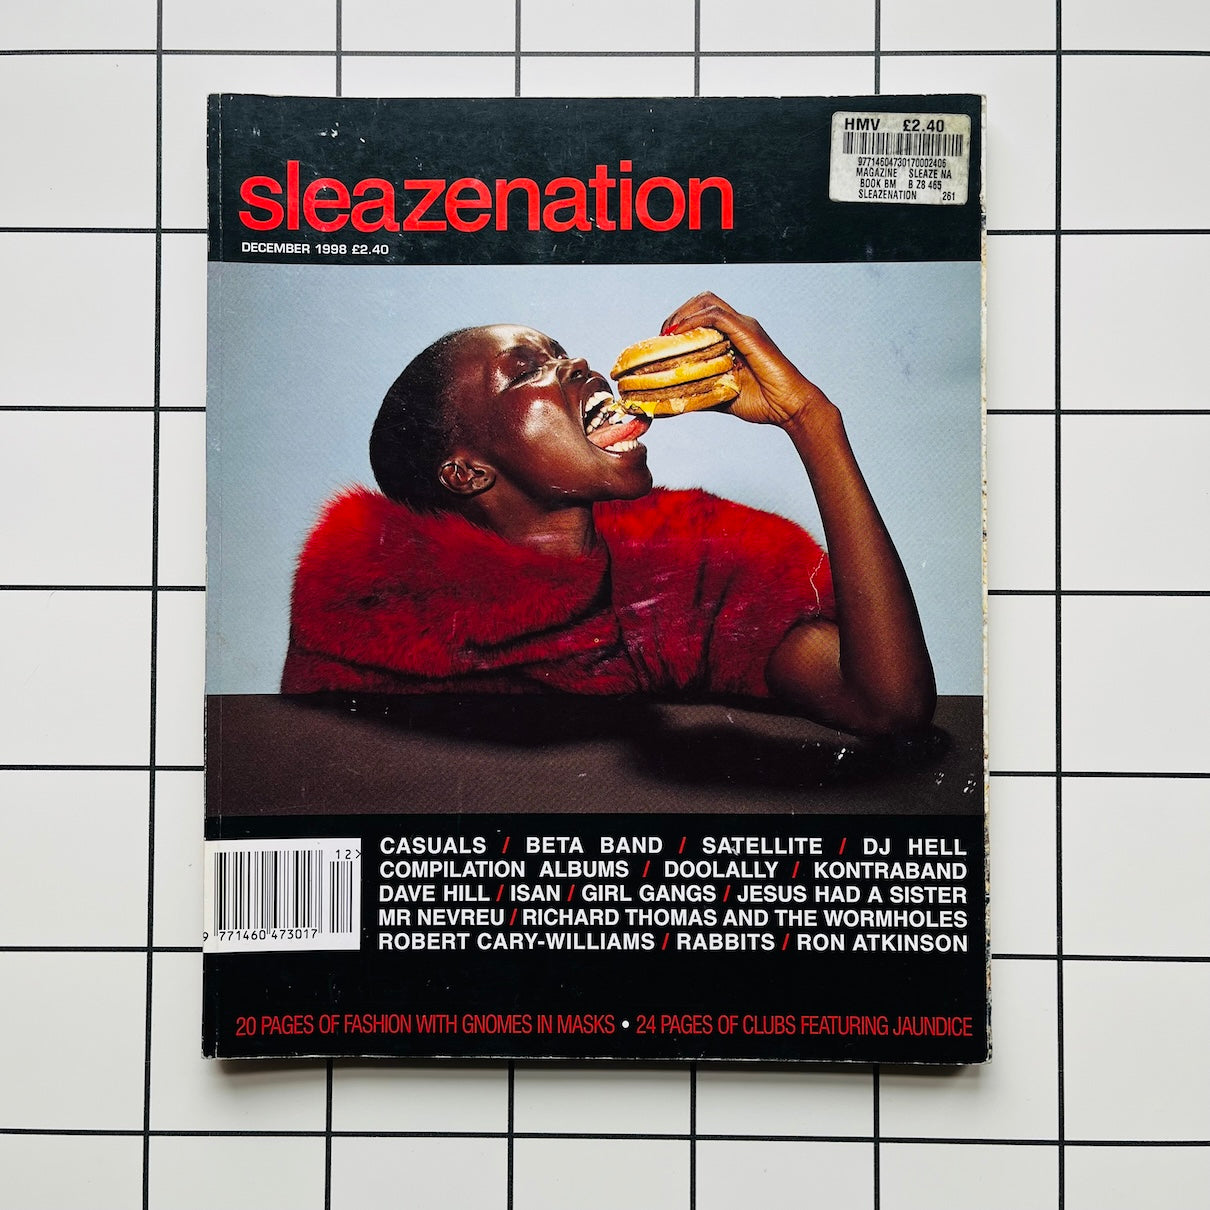 sleazenation
DECEMBER 1998 £2.40
HMV £2.40
97714604730170002406
MAGAZINE SLEAZE NA
BOOK BM B Z8 465
SLEAZENATION 261
12>
9 771460 473017
CASUALS / BETA BAND / SATELLITE / DJ HELL
COMPILATION ALBUMS / DOOLALLY / KONTRABAND
DAVE HILL / ISAN / GIRL GANGS / JESUS HAD A SISTER
MR NEVREU / RICHARD THOMAS AND THE WORMHOLES
ROBERT CARY-WILLIAMS / RABBITS / RON ATKINSON
20 PAGES OF FASHION WITH GNOMES IN MASKS • 24 PAGES OF CLUBS FEATURING JAUNDICE